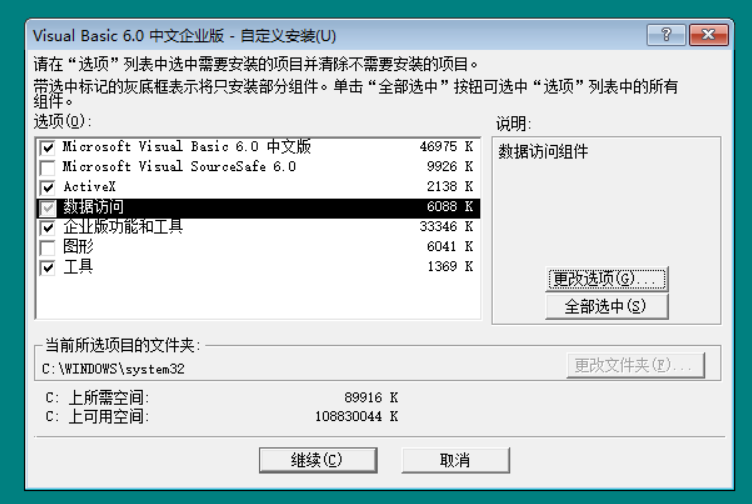 Visual Basic 6.0 中文企业版 - 自定义安装(U)
请在“选项”列表中选中需要安装的项目并清除不需要安装的项目。
带选中标记的灰底框表示将只安装部分组件。单击“全部选中”按钮可选中“选项”列表中的所有
组件。
选项(O):
说明:
Microsoft Visual Basic 6.0 中文版 46975 K
Microsoft Visual SourceSafe 6.0 9926 K
ActiveX 2138 K
数据访问 6088 K
企业版功能和工具 33346 K
图形 6041 K
工具 1369 K
数据访问组件
更改选项(G)...
全部选中(S)
当前所选项目的文件夹:
C:\WINDOWS\system32
更改文件夹(F)...
C: 上所需空间: 89916 K
C: 上可用空间: 108830044 K
继续(C)
取消